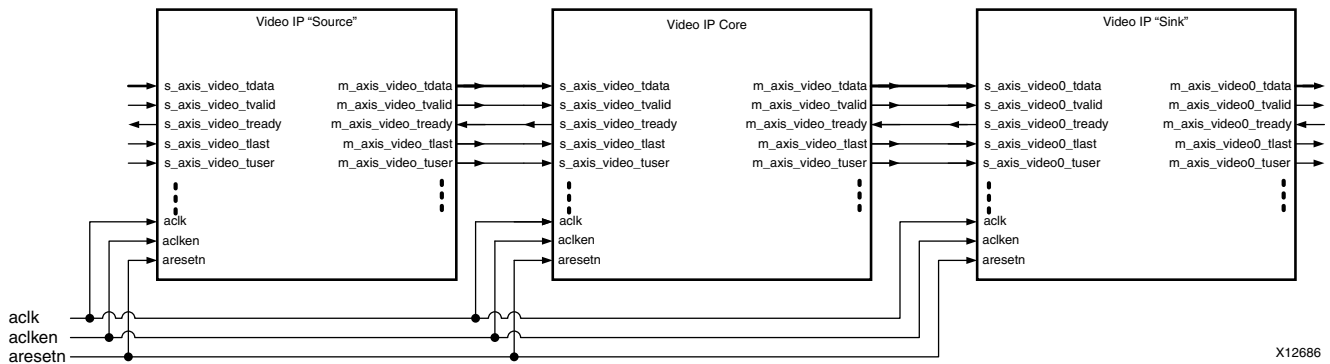 Video IP “Source”
s_axis_video_tdata
s_axis_video_tvalid
s_axis_video_tready
s_axis_video_tlast
s_axis_video_tuser
m_axis_video_tdata
m_axis_video_tvalid
m_axis_video_tready
m_axis_video_tlast
m_axis_video_tuser
aclk
aclken
aresetn
Video IP Core
s_axis_video_tdata
s_axis_video_tvalid
s_axis_video_tready
s_axis_video_tlast
s_axis_video_tuser
m_axis_video_tdata
m_axis_video_tvalid
m_axis_video_tready
m_axis_video_tlast
m_axis_video_tuser
aclk
aclken
aresetn
Video IP “Sink”
s_axis_video0_tdata
s_axis_video0_tvalid
s_axis_video0_tready
s_axis_video0_tlast
s_axis_video0_tuser
m_axis_video0_tdata
m_axis_video0_tvalid
m_axis_video0_tready
m_axis_video0_tlast
m_axis_video0_tuser
aclk
aclken
aresetn
aclk
aclken
aresetn
X12686